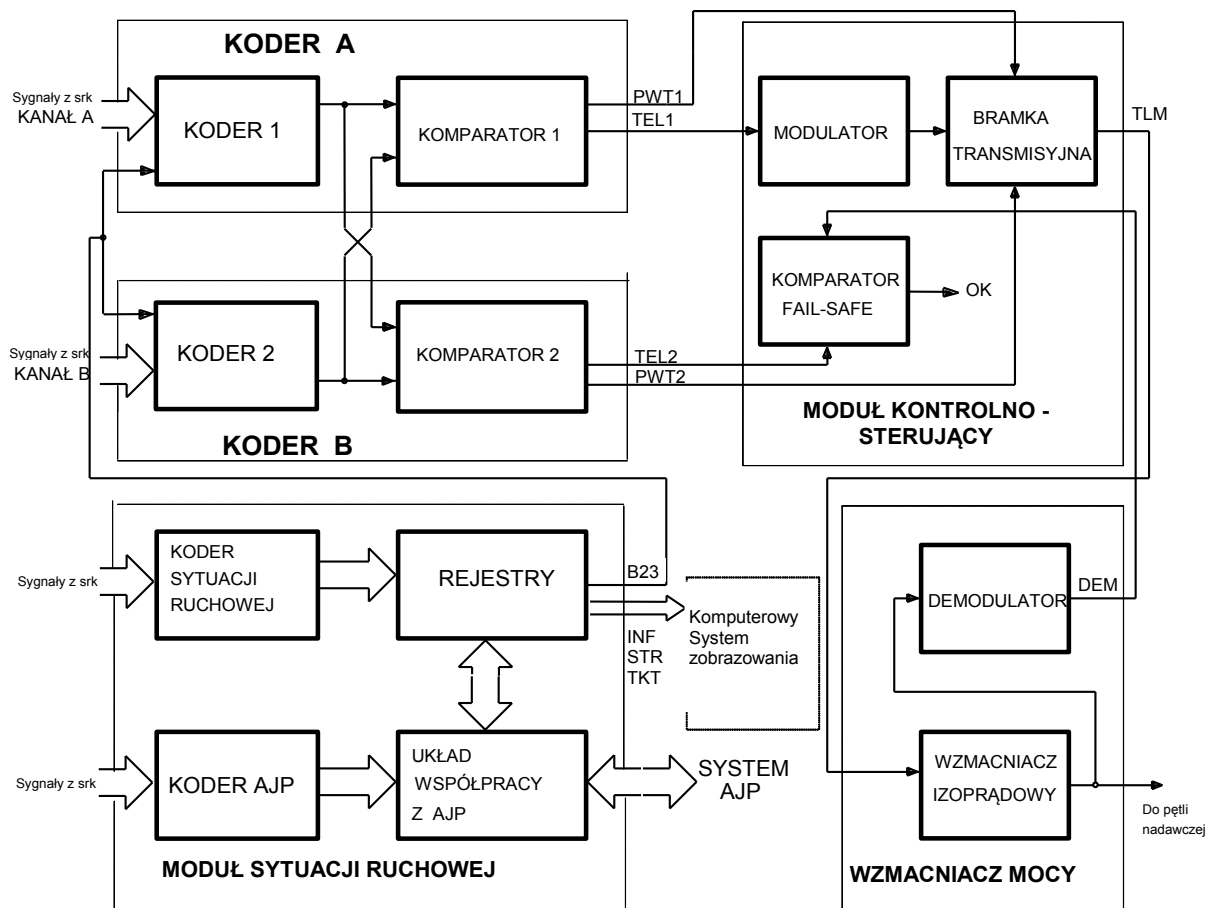 KODER A
Sygnały z srk
KANAŁ A
KODER 1
KOMPARATOR 1
PWT1
TEL1
MODULATOR
BRAMKA
TRANSMISYJNA
TLM
KOMPARATOR
FAIL-SAFE
OK
KODER 2
Sygnały z srk
KANAŁ B
KOMPARATOR 2
TEL2
PWT2
KODER B
MODUŁ KONTROLNO -
STERUJĄCY
Sygnały z srk
KODER
SYTUACJI
RUCHOWEJ
REJESTRY
B23
INF
STR
TKT
Komputerowy
System
zobrazowania
DEMODULATOR
DEM
Sygnały z srk
KODER AJP
UKŁAD
WSPÓŁPRACY
Z AJP
SYSTEM
AJP
WZMACNIACZ
IZOPRĄDOWY
Do pętli
nadawczej
MODUŁ SYTUACJI RUCHOWEJ
WZMACNIACZ MOCY